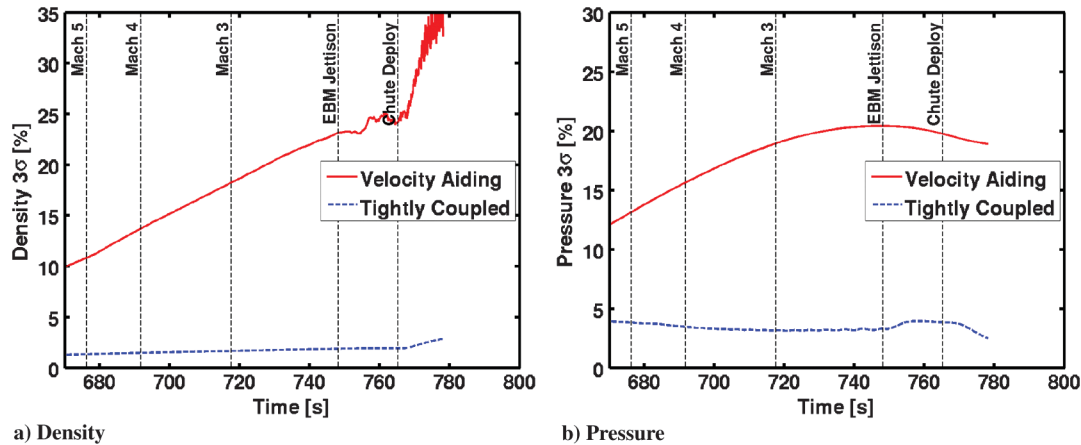 35
30
25
20
15
10
5
0
Density 3σ [%]
Mach 5
Mach 4
Mach 3
EBM Jettison
Chute Deploy
Velocity Aiding
Tightly Coupled
680 700 720 740 760 780 800
Time [s]
a) Density
30
25
20
15
10
5
0
Pressure 3σ [%]
Mach 5
Mach 4
Mach 3
EBM Jettison
Chute Deploy
Velocity Aiding
Tightly Coupled
680 700 720 740 760 780 800
Time [s]
b) Pressure